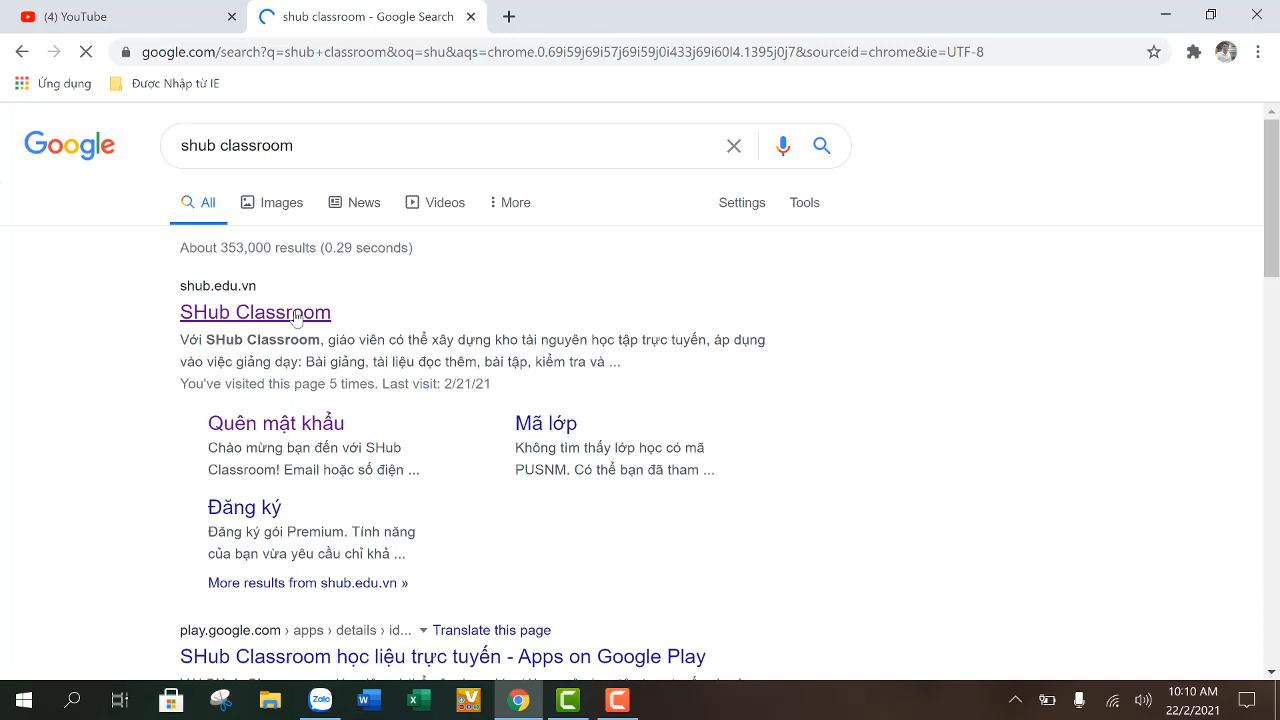 (4) YouTube
shub classroom - Google Search
google.com/search?q=shub+classroom&oq=shu&aqs=chrome.0.69i59j69i57j69i59j0i433j69i60l4.1395j0j7&sourceid=chrome&ie=UTF-8
Ứng dụng
Được Nhập từ IE
Google
shub classroom
All
Images
News
Videos
More
Settings
Tools
About 353,000 results (0.29 seconds)
shub.edu.vn
SHub Classroom
Với SHub Classroom, giáo viên có thể xây dựng kho tài nguyên học tập trực tuyến, áp dụng
vào việc giảng dạy: Bài giảng, tài liệu đọc thêm, bài tập, kiểm tra và ...
You've visited this page 5 times. Last visit: 2/21/21
Quên mật khẩu
Chào mừng bạn đến với SHub
Classroom! Email hoặc số điện ...
Mã lớp
Không tìm thấy lớp học có mã
PUSNM. Có thể bạn đã tham ...
Đăng ký
Đăng ký gói Premium. Tính năng
của bạn vừa yêu cầu chỉ khả ...
More results from shub.edu.vn »
play.google.com › apps › details › id... Translate this page
SHub Classroom học liệu trực tuyến - Apps on Google Play
Zalo
10:10 AM
22/2/2021